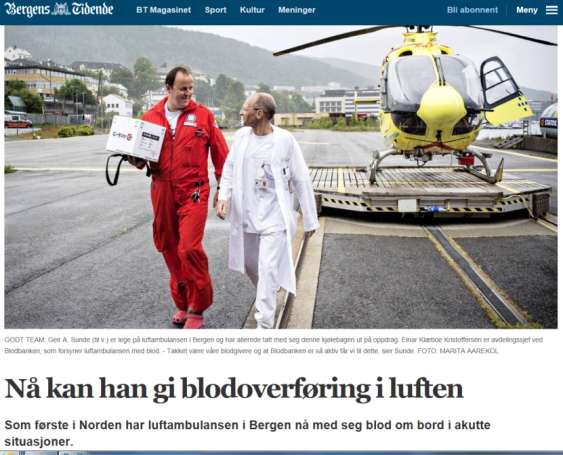 Bergens Tidende BT Magasinet Sport Kultur Meninger Bli abonnent Meny
GODT TEAM: Geir A. Sunde (til v.) er lege på luftambulansen i Bergen og har allerede tatt med seg denne kjølebagen ut på oppdrag. Einar Klæboe Kristoffersen er avdelingssjef ved
Blodbanken, som forsyner luftambulansen med blod. - Takket være våre blodgivere og at Blodbanken er så aktiv får vi til dette, sier Sunde. FOTO: MARITA AAREKOL
Nå kan han gi blodoverføring i luften
Som første i Norden har luftambulansen i Bergen nå med seg blod om bord i akutte
situasjoner.